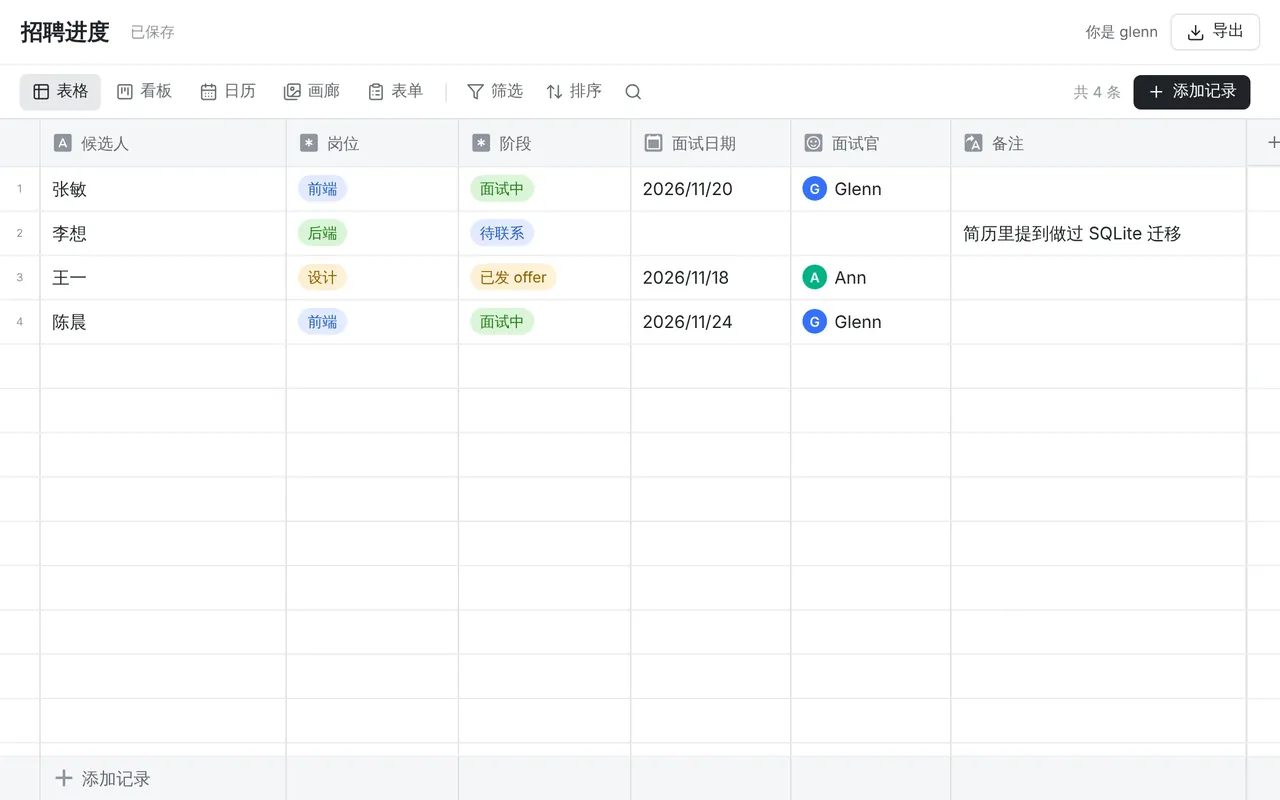 招聘进度 已保存 你是 glenn 导出
表格 看板 日历 画廊 表单 筛选 排序 共 4 条 添加记录
A 候选人 岗位 阶段 面试日期 面试官 A 备注
1 张敏 前端 面试中 2026/11/20 G Glenn
2 李想 后端 待联系 简历里提到做过 SQLite 迁移
3 王一 设计 已发 offer 2026/11/18 A Ann
4 陈晨 前端 面试中 2026/11/24 G Glenn
添加记录